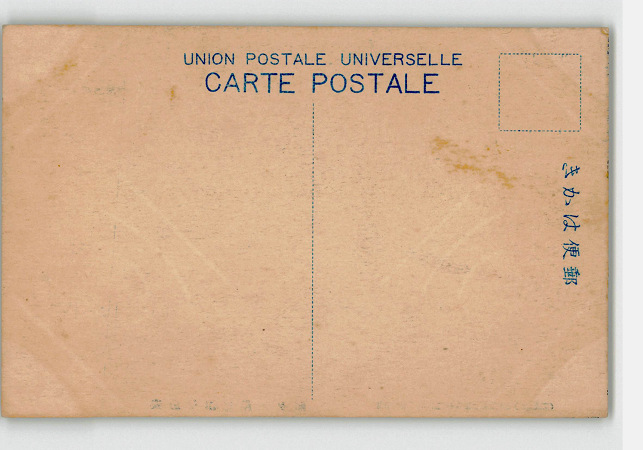 UNION POSTALE UNIVERSELLE
CARTE POSTALE
きかは便郵